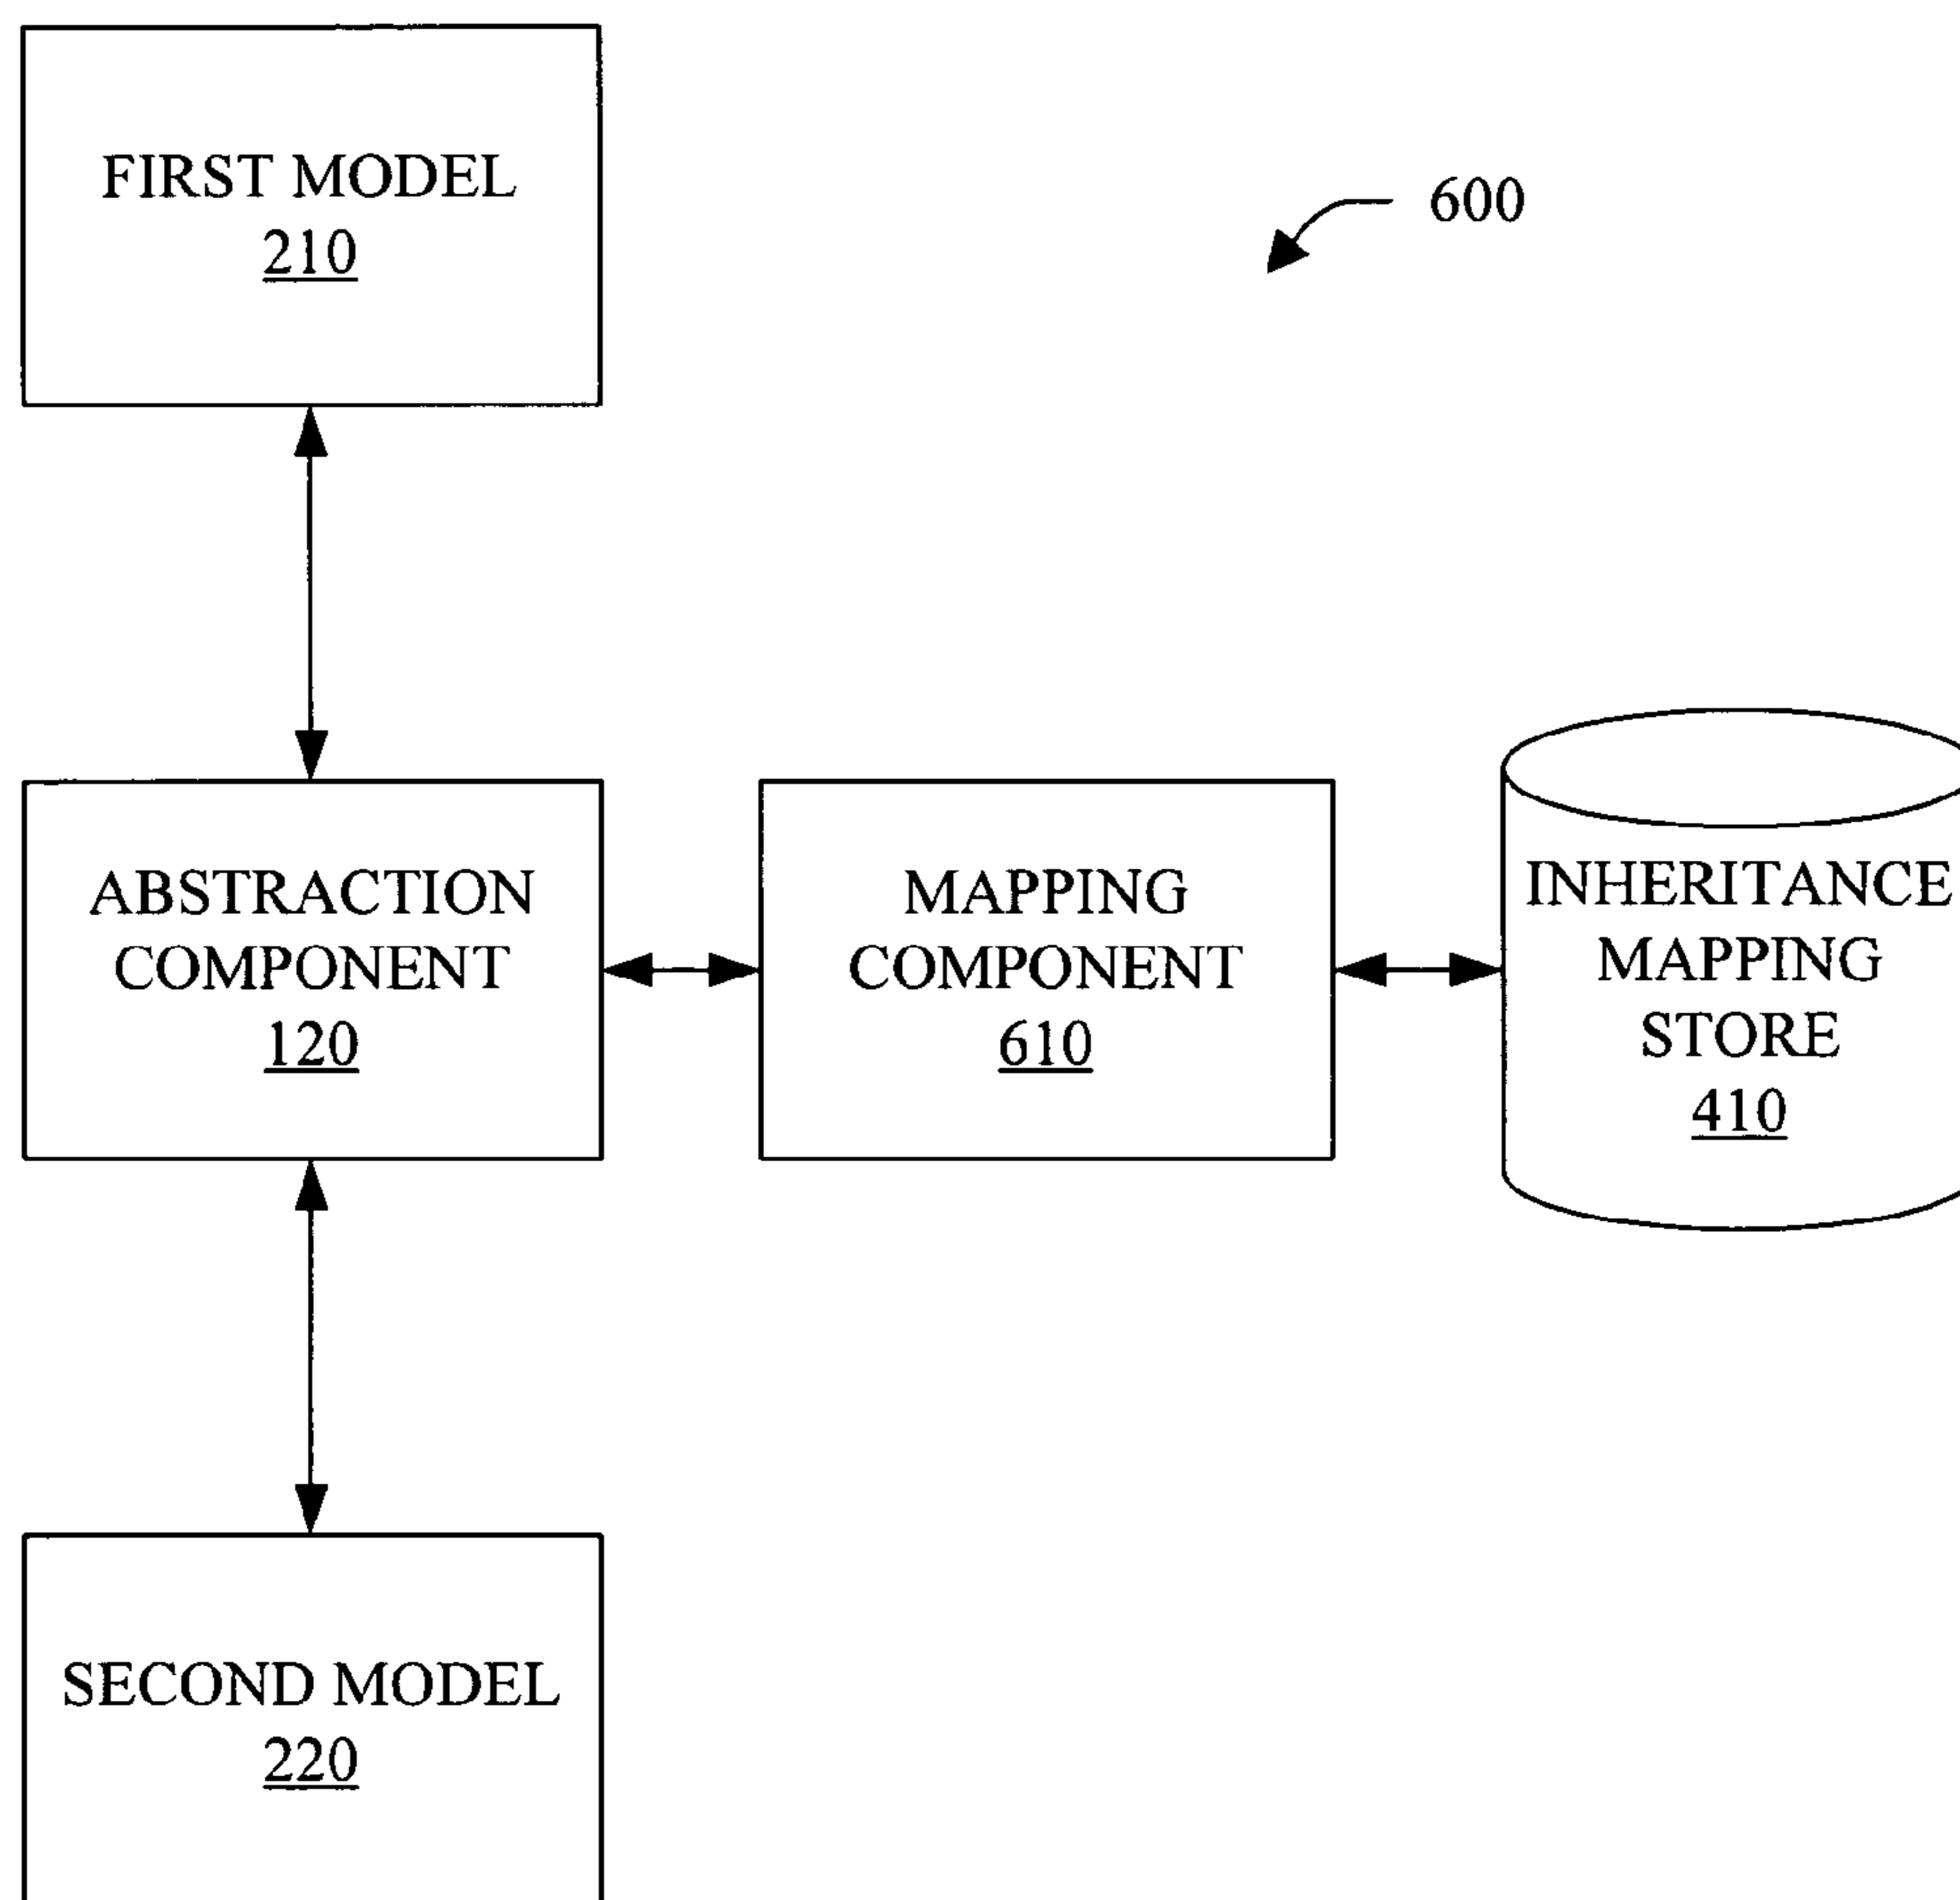 FIRST MODEL
210
600
ABSTRACTION
COMPONENT
120
MAPPING
COMPONENT
610
INHERITANCE
MAPPING
STORE
410
SECOND MODEL
220